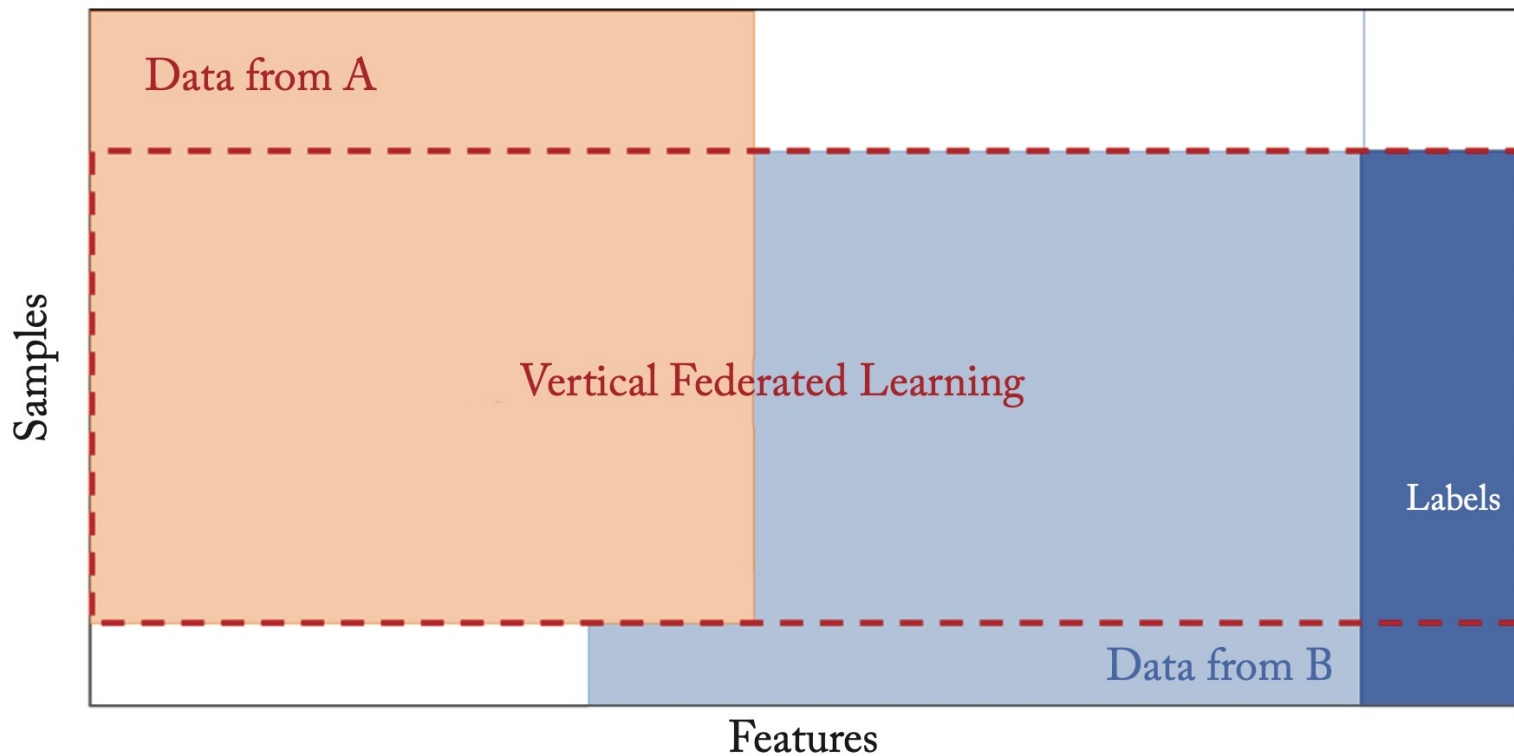 Data from A
Samples
Vertical Federated Learning
Labels
Data from B
Features